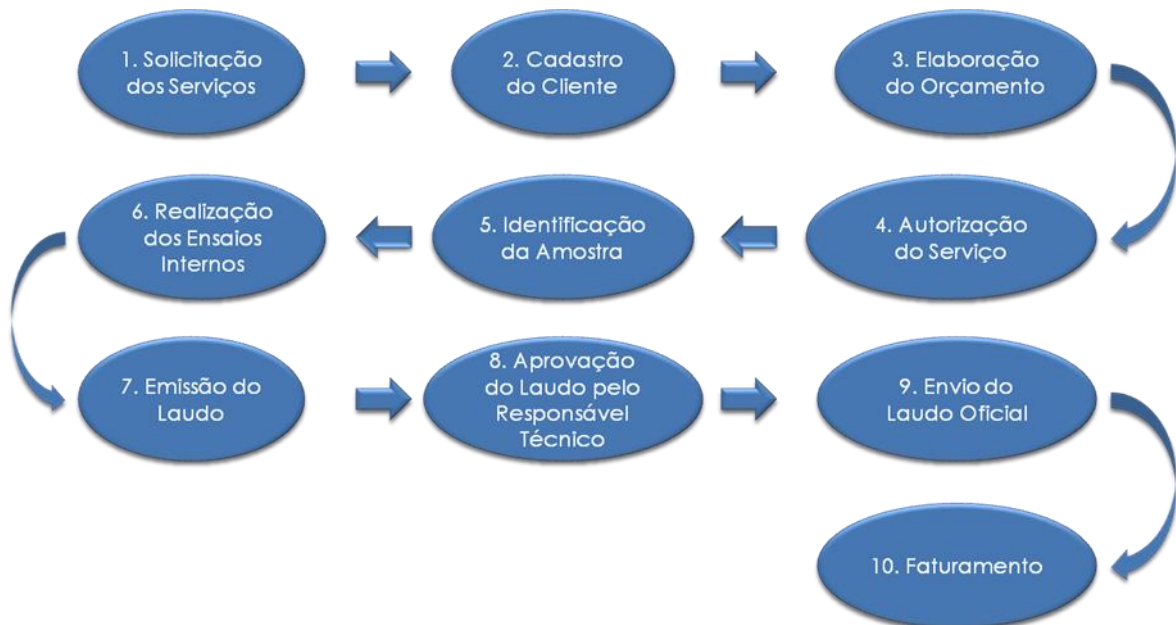 1. Solicitação
dos Serviços
2. Cadastro
do Cliente
3. Elaboração
do Orçamento
4. Autorização
do Serviço
5. Identificação
da Amostra
6. Realização
dos Ensaios
Internos
7. Emissão do
Laudo
8. Aprovação
do Laudo pelo
Responsável
Técnico
9. Envio do
Laudo Oficial
10. Faturamento